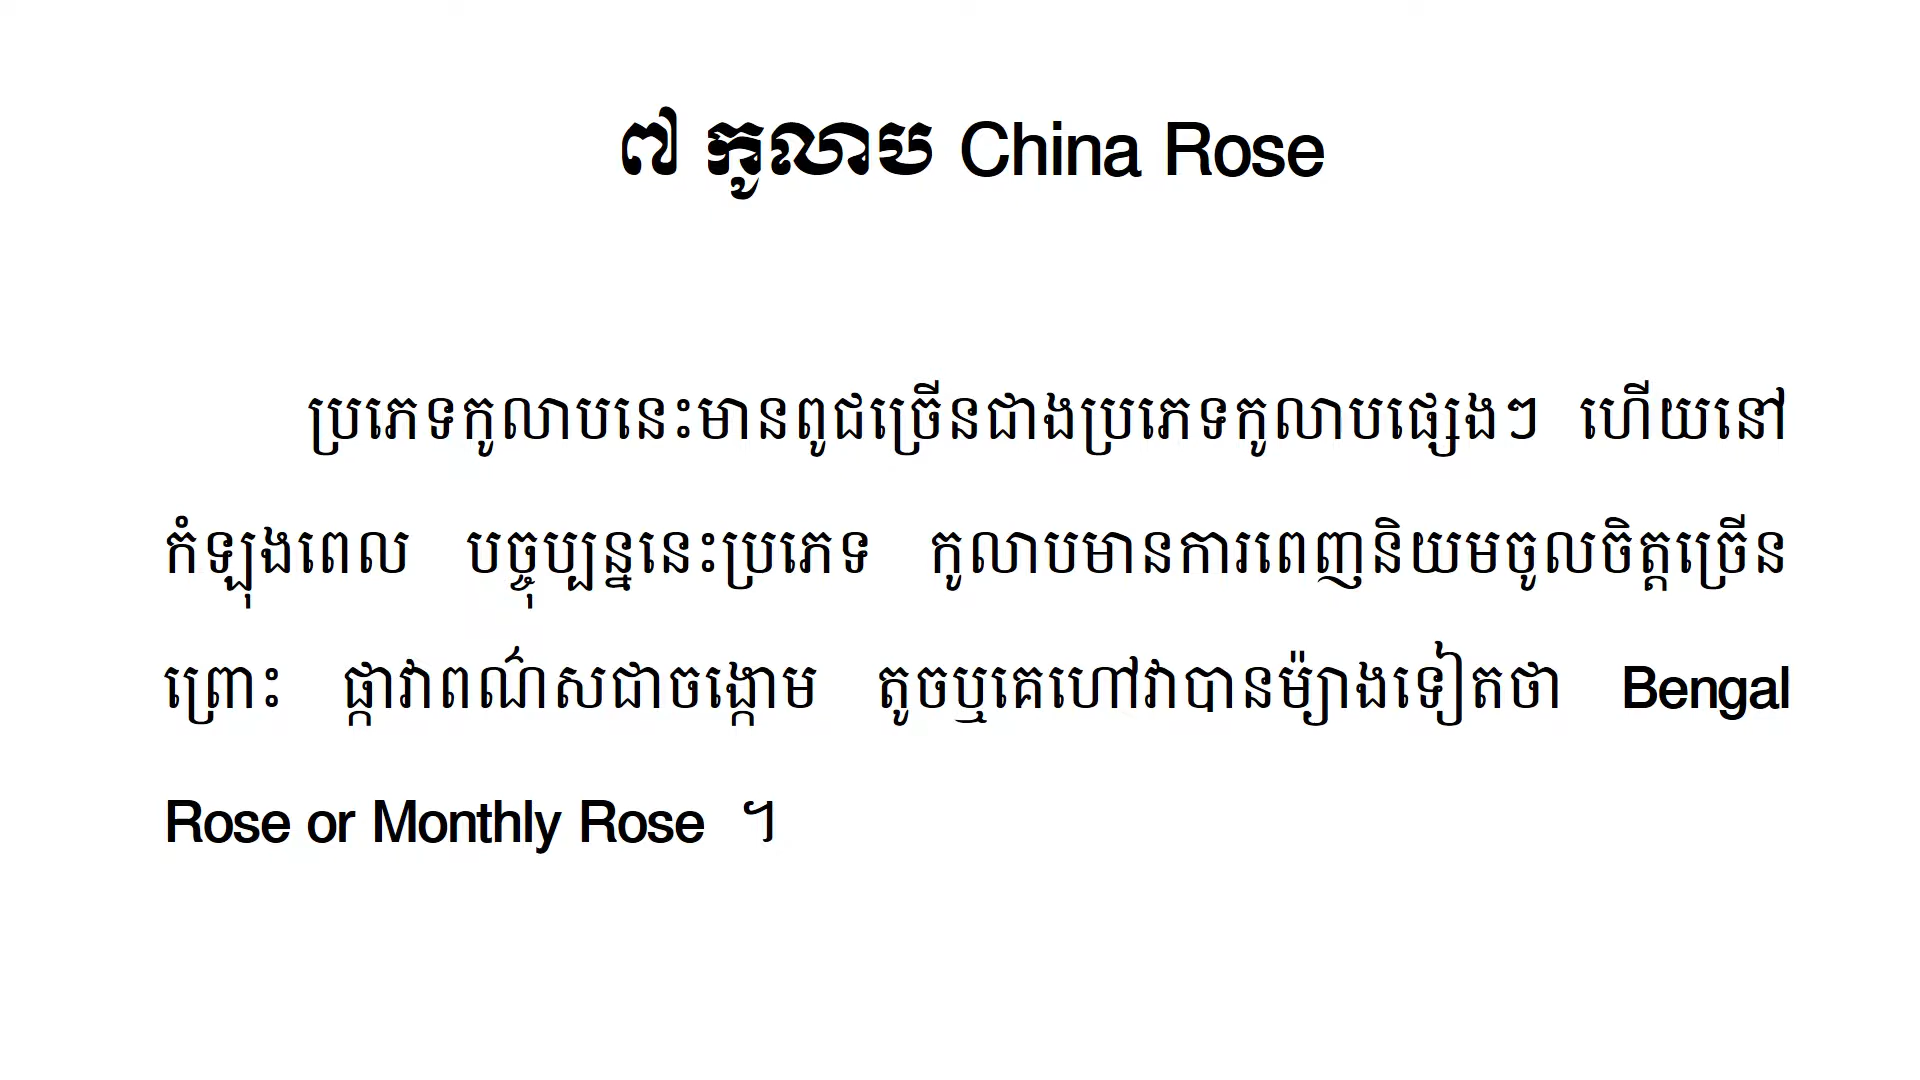 ៧ កូលាប China Rose
ប្រភេទកូលាបនេះមានពូជច្រើនជាងប្រភេទកូលាបផ្សេងៗ ហើយនៅ
កំឡុងពេល បច្ចុប្បន្ននេះប្រភេទ កូលាបមានការពេញនិយមចូលចិត្តច្រើន
ព្រោះ ផ្កាវាពណ៌សជាចង្កោម តូចឬគេហៅវាបានម៉្យាងទៀតថា Bengal
Rose or Monthly Rose ។